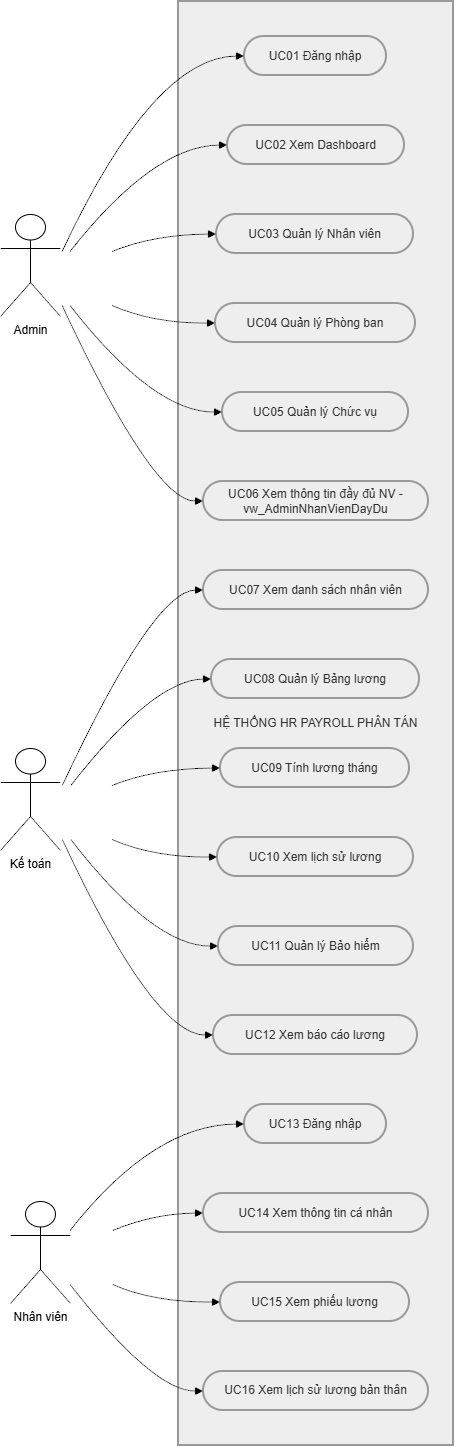 UC01 Đăng nhập
UC02 Xem Dashboard
UC03 Quản lý Nhân viên
Admin
UC04 Quản lý Phòng ban
UC05 Quản lý Chức vụ
UC06 Xem thông tin đầy đủ NV -
vw_AdminNhanVienDayDu
UC07 Xem danh sách nhân viên
UC08 Quản lý Bảng lương
HỆ THỐNG HR PAYROLL PHÂN TÁN
UC09 Tính lương tháng
Kế toán
UC10 Xem lịch sử lương
UC11 Quản lý Bảo hiểm
UC12 Xem báo cáo lương
UC13 Đăng nhập
UC14 Xem thông tin cá nhân
UC15 Xem phiếu lương
Nhân viên
UC16 Xem lịch sử lương bản thân